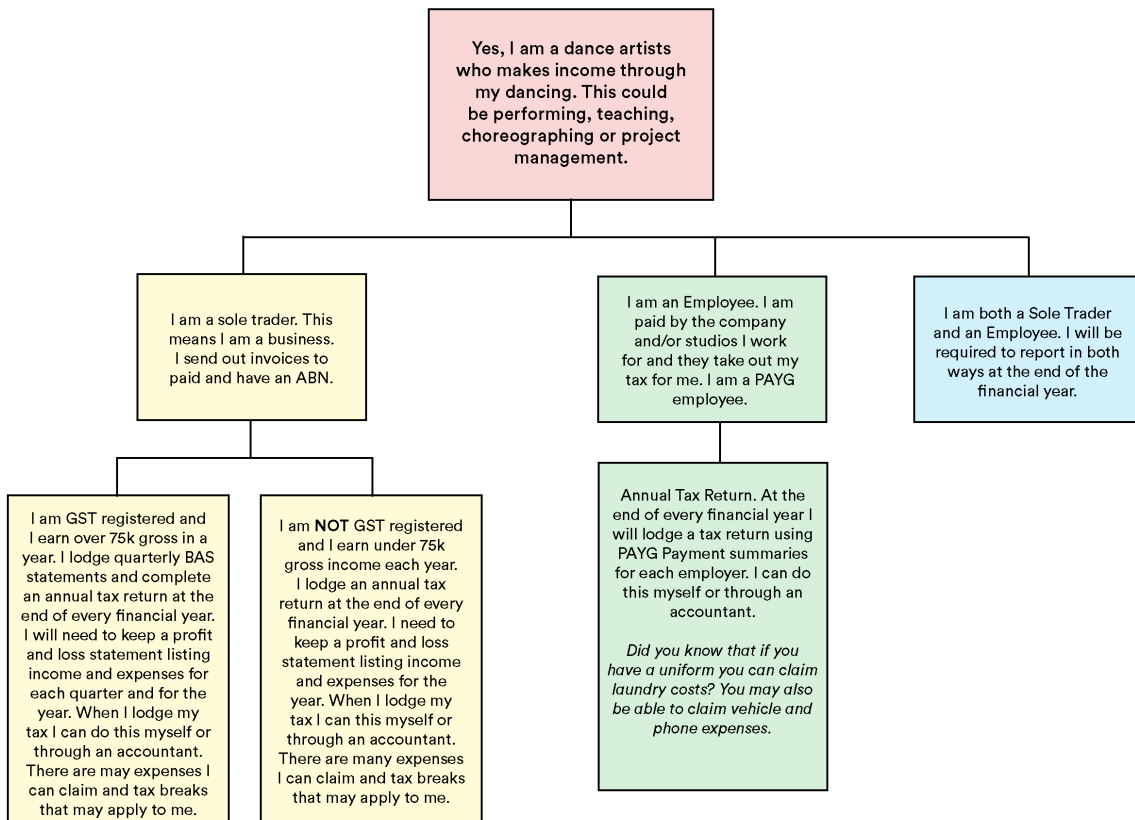 Yes, I am a dance artists
who makes income through
my dancing. This could
be performing, teaching,
choreographing or project
management.
I am a sole trader. This
means I am a business.
I send out invoices to
paid and have an ABN.
I am an Employee. I am
paid by the company
and/or studios I work
for and they take out my
tax for me. I am a PAYG
employee.
I am both a Sole Trader
and an Employee. I will be
required to report in both
ways at the end of the
financial year.
I am GST registered and
I earn over 75k gross in a
year. I lodge quarterly BAS
statements and complete
an annual tax return at the
end of every financial year.
I will need to keep a profit
and loss statement listing
income and expenses for
each quarter and for the
year. When I lodge my
tax I can do this myself or
through an accountant.
There are may expenses I
can claim and tax breaks
that may apply to me.
I am NOT GST registered
and I earn under 75k
gross income each year.
I lodge an annual tax
return at the end of every
financial year. I need to
keep a profit and loss
statement listing income
and expenses for the
year. When I lodge my
tax I can this myself or
through an accountant.
There are many expenses
I can claim and tax breaks
that may apply to me.
Annual Tax Return. At the
end of every financial year I
will lodge a tax return using
PAYG Payment summaries
for each employer. I can do
this myself or through an
accountant.
Did you know that if you
have a uniform you can claim
laundry costs? You may also
be able to claim vehicle and
phone expenses.